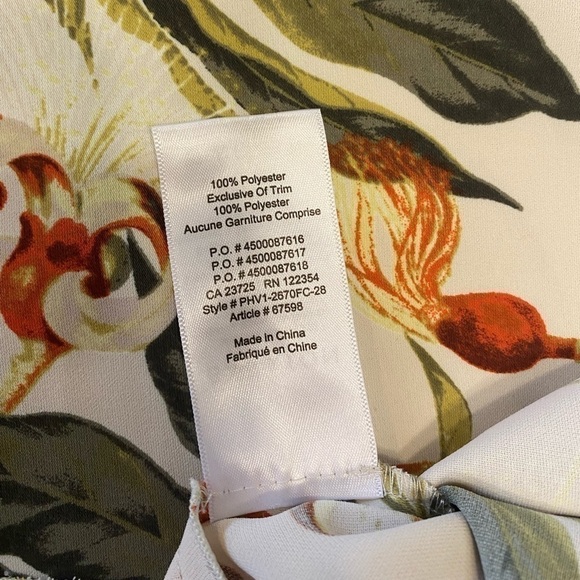 100% Polyester
Exclusive Of Trim
100% Polyester
Aucune Garniture Comprise
P.O. # 4500087616
P.O. # 4500087617
P.O. # 4500087618
CA 23725 RN 122354
Style # PHV1-2670FC-28
Article # 67598
Made in China
Fabriqué en Chine